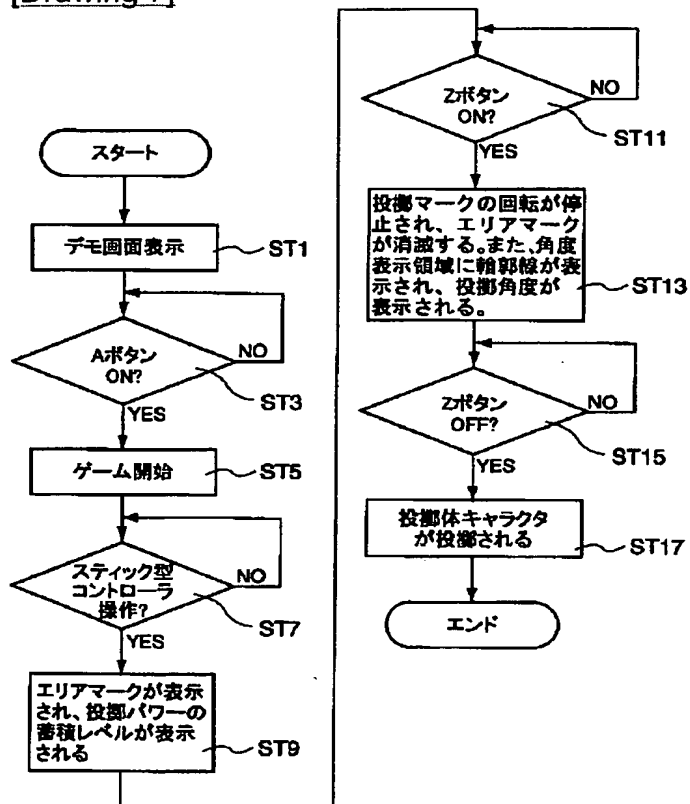 スタート
デモ画面表示
ST1
Aボタン
ON?
NO
ST3
YES
ゲーム開始
ST5
スティック型
コントローラ
操作?
NO
ST7
YES
エリアマークが表示
され、投擲パワーの
蓄積レベルが表示
される
ST9
Zボタン
ON?
NO
ST11
YES
投擲マークの回転が停
止され、エリアマーク
が消滅する。また、角度
表示領域に輪郭線が表
示され、投擲角度が
表示される。
ST13
Zボタン
OFF?
NO
ST15
YES
投擲体キャラクタ
が投擲される
ST17
エンド